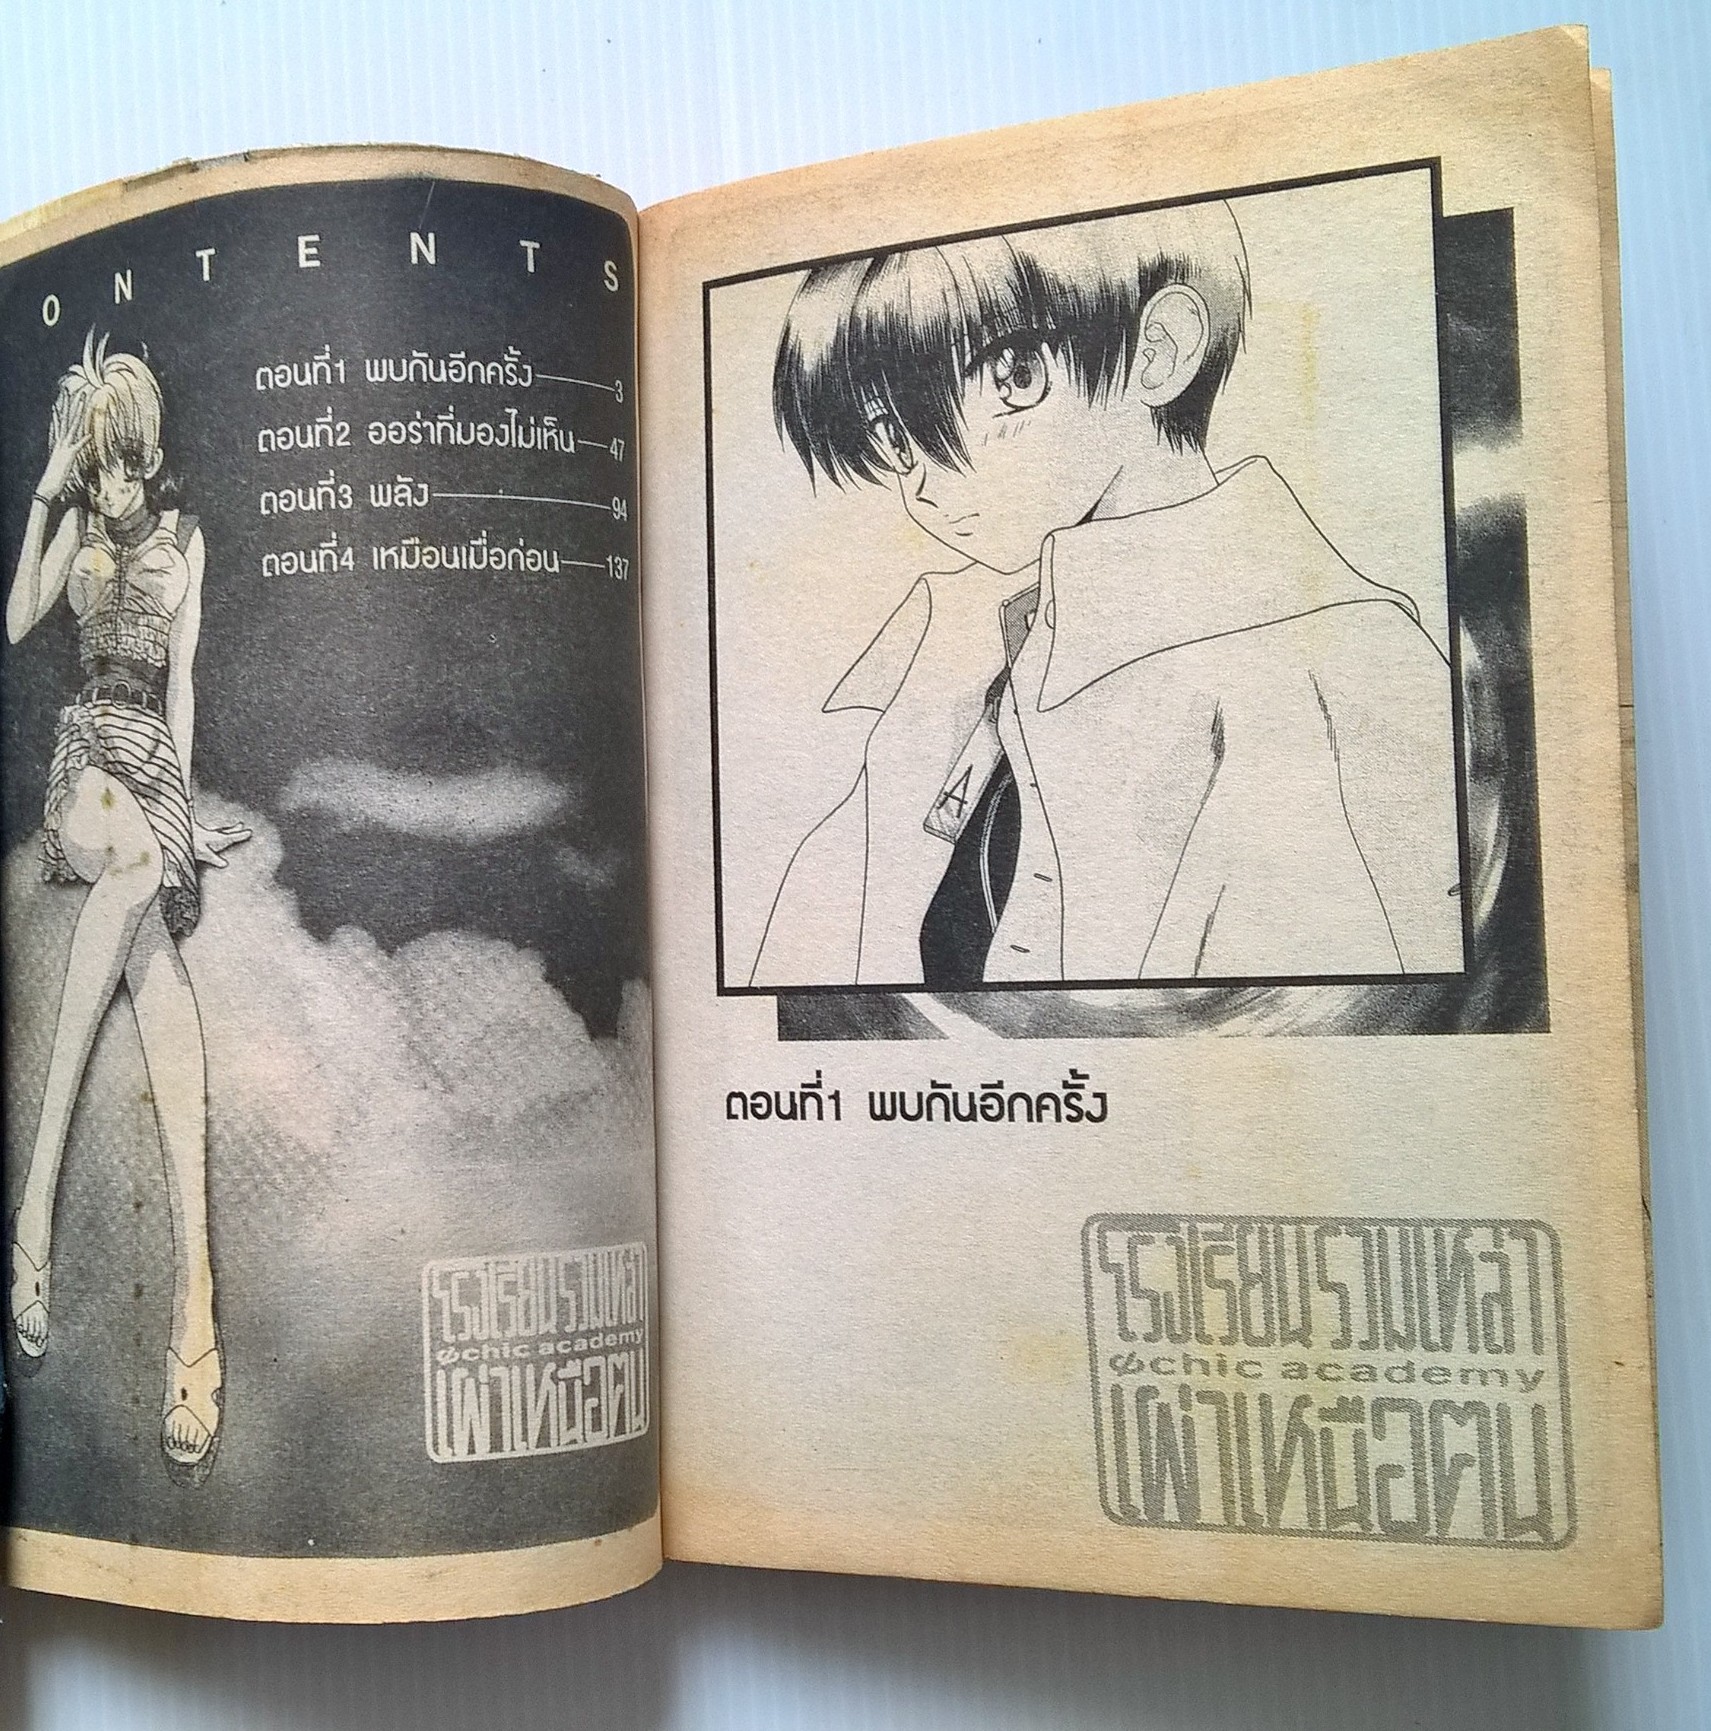 ONTENTS
ตอนที่1 พบกันอีกครั้ง 3
ตอนที่2 ออร่าที่มองไม่เห็น 47
ตอนที่3 พลัง 94
ตอนที่4 เหมือนเมื่อก่อน 137
โรงเรียนรวมเหล่า
ψchic academy
เผ่าเหนือคน
A
ตอนที่1 พบกันอีกครั้ง
โรงเรียนรวมเหล่า
ψchic academy
เผ่าเหนือคน